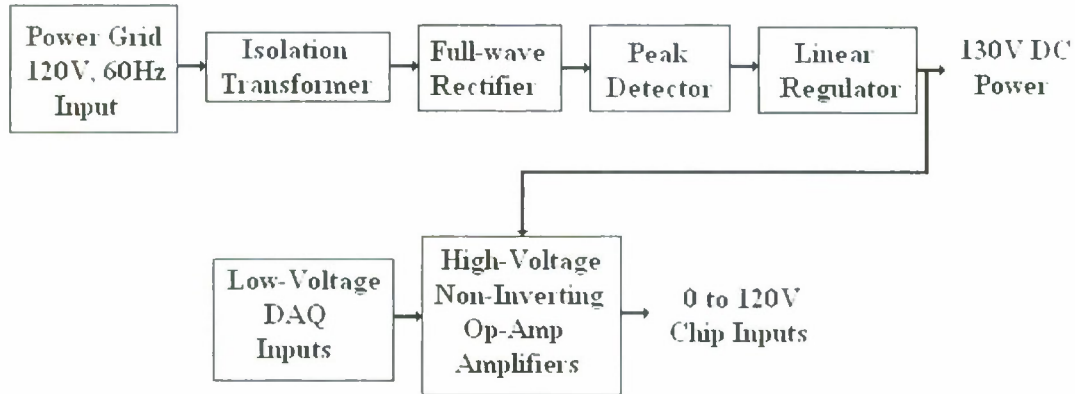 Power Grid
120V, 60Hz
Input
Isolation
Transformer
Full-wave
Rectifier
Peak
Detector
Linear
Regulator
130V DC
Power
Low-Voltage
DAQ
Inputs
High-Voltage
Non-Inverting
Op-Amp
Amplifiers
0 to 120V
Chip Inputs